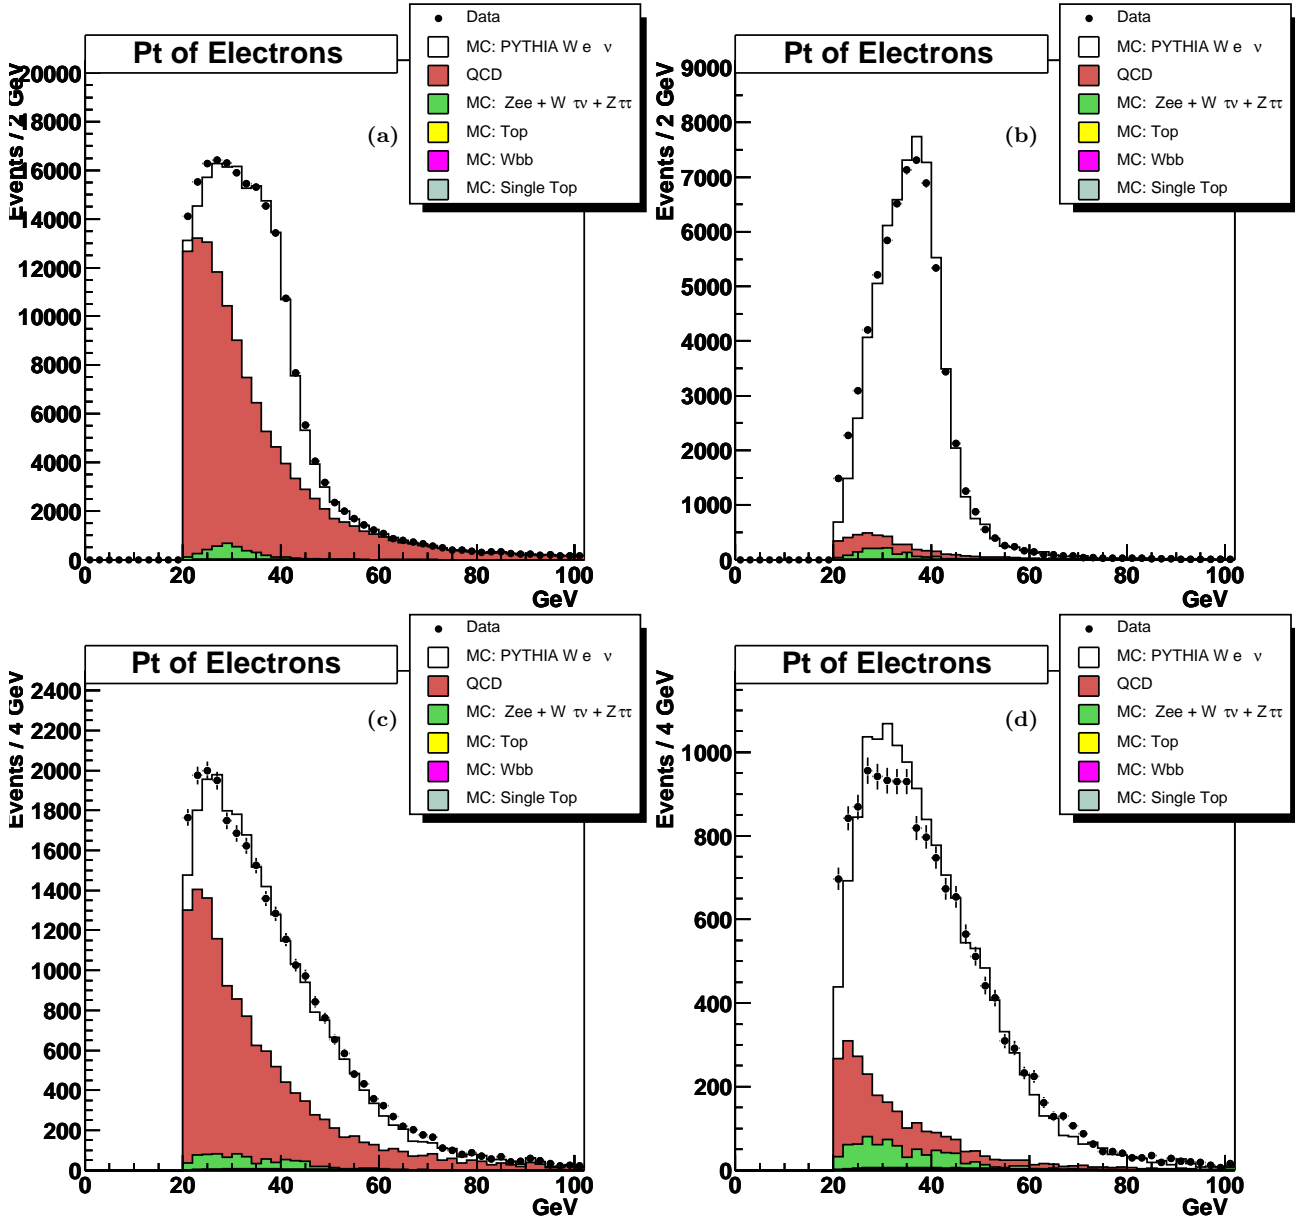 Pt of Electrons
Data
MC: PYTHIA W e ν
QCD
MC: Zee + W τν + Z ττ
MC: Top
MC: Wbb
MC: Single Top
(a)
Events / 2 GeV
20000
18000
16000
14000
12000
10000
8000
6000
4000
2000
0
0 20 40 60 80 100
GeV
Pt of Electrons
Data
MC: PYTHIA W e ν
QCD
MC: Zee + W τν + Z ττ
MC: Top
MC: Wbb
MC: Single Top
(b)
Events / 2 GeV
9000
8000
7000
6000
5000
4000
3000
2000
1000
0
0 20 40 60 80 100
GeV
Pt of Electrons
Data
MC: PYTHIA W e ν
QCD
MC: Zee + W τν + Z ττ
MC: Top
MC: Wbb
MC: Single Top
(c)
Events / 4 GeV
2400
2200
2000
1800
1600
1400
1200
1000
800
600
400
200
0
0 20 40 60 80 100
GeV
Pt of Electrons
Data
MC: PYTHIA W e ν
QCD
MC: Zee + W τν + Z ττ
MC: Top
MC: Wbb
MC: Single Top
(d)
Events / 4 GeV
1000
800
600
400
200
0
0 20 40 60 80 100
GeV